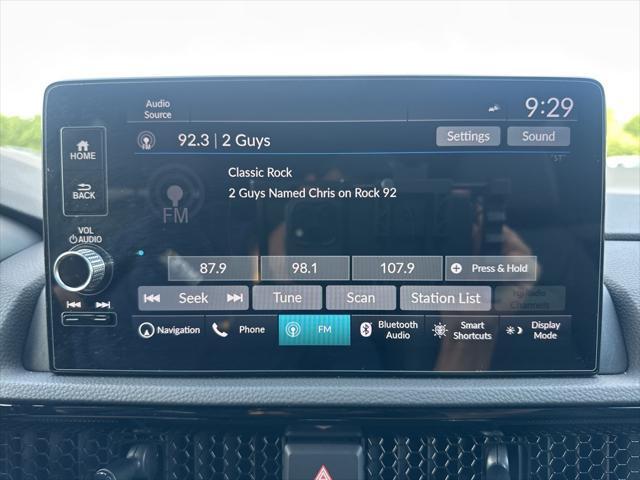 Audio
Source
9:29
FM
92.3 | 2 Guys
Settings
Sound
HOME
Classic Rock
2 Guys Named Chris on Rock 92
BACK
FM
VOL
AUDIO
87.9
98.1
107.9
Press & Hold
Seek
Tune
Scan
Station List
Channels
Navigation
Phone
FM
Bluetooth
Audio
Smart
Shortcuts
Display
Mode